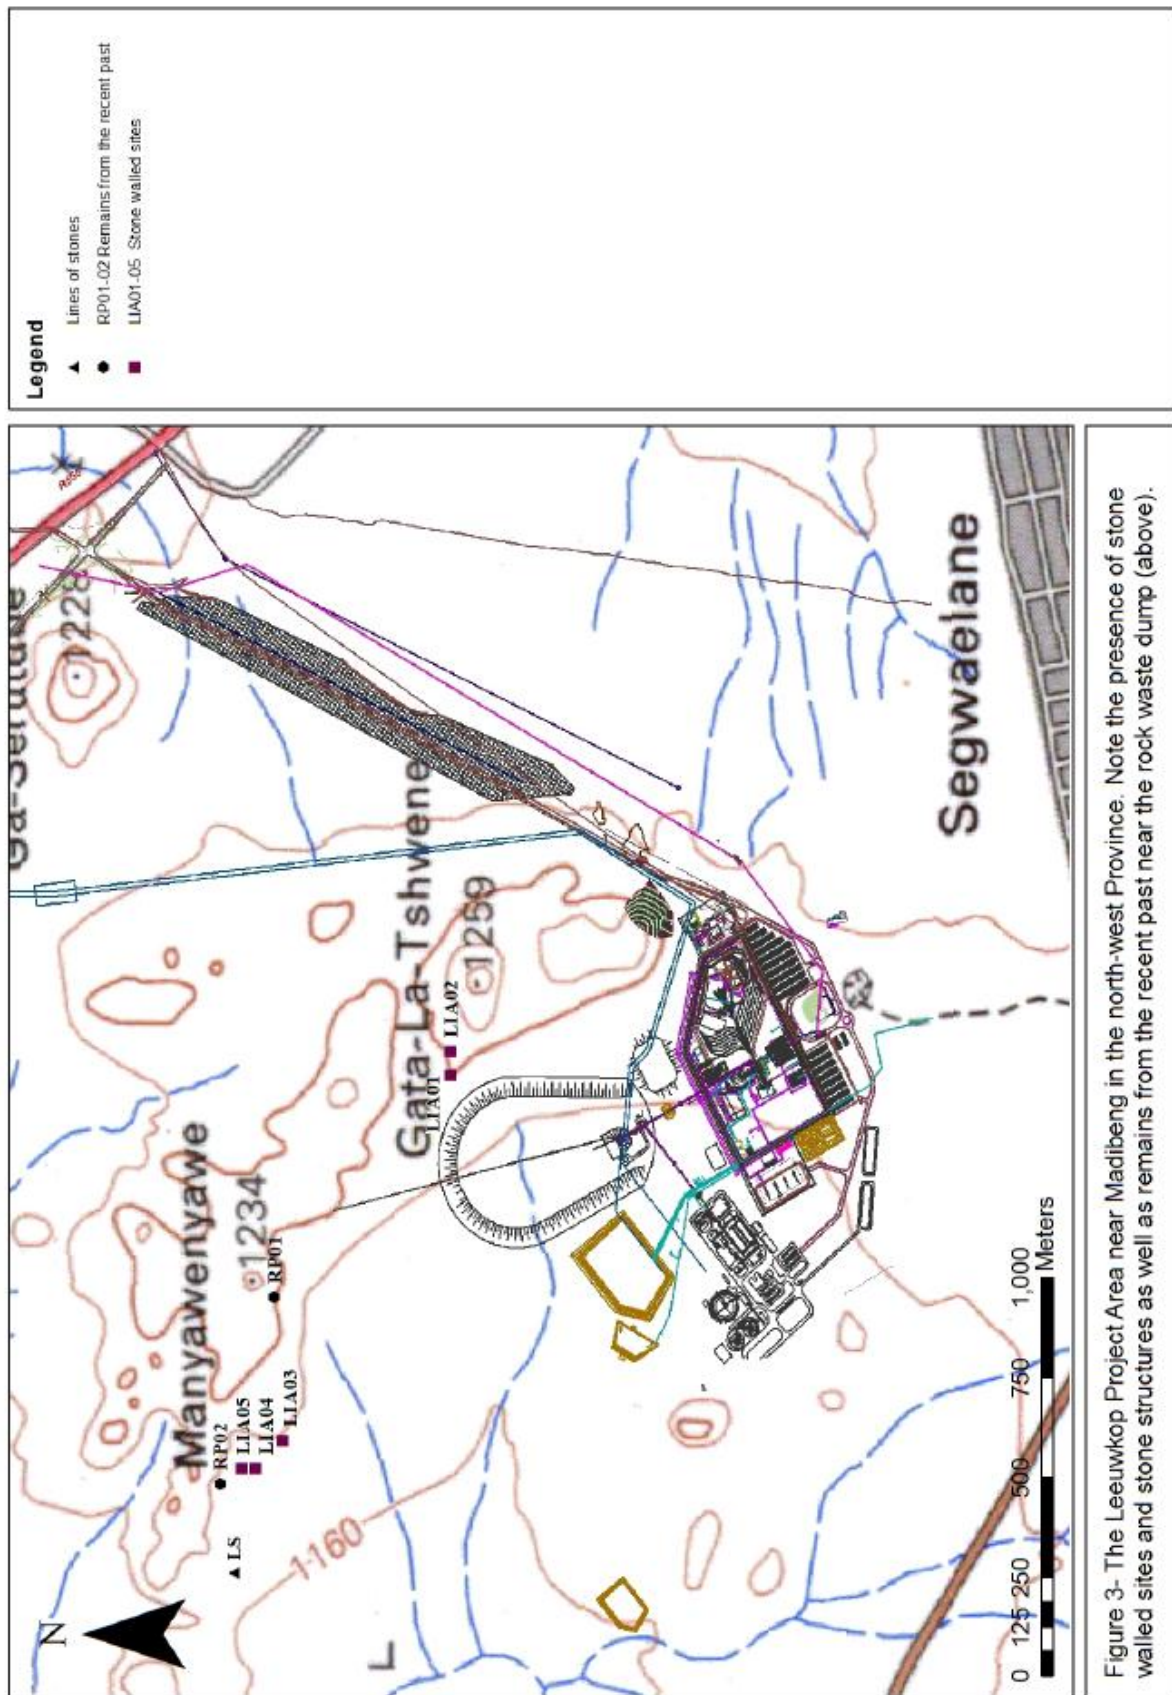 Legend
Lines of stones
RP01-02 Remains from the recent past
LIA01-05 Stone walled sites
N
1228
Manyawenyawe
1234
RP01
RP02
LIA05
LIA04
LIA03
LS
Gata-La-Tshwene
1259
LIA01
LIA02
1160
L
Segwaelane
0 125 250 500 750 1,000
Meters
Figure 3- The Leeuwkop Project Area near Madibeng in the north-west Province. Note the presence of stone
walled sites and stone structures as well as remains from the recent past near the rock waste dump (above).